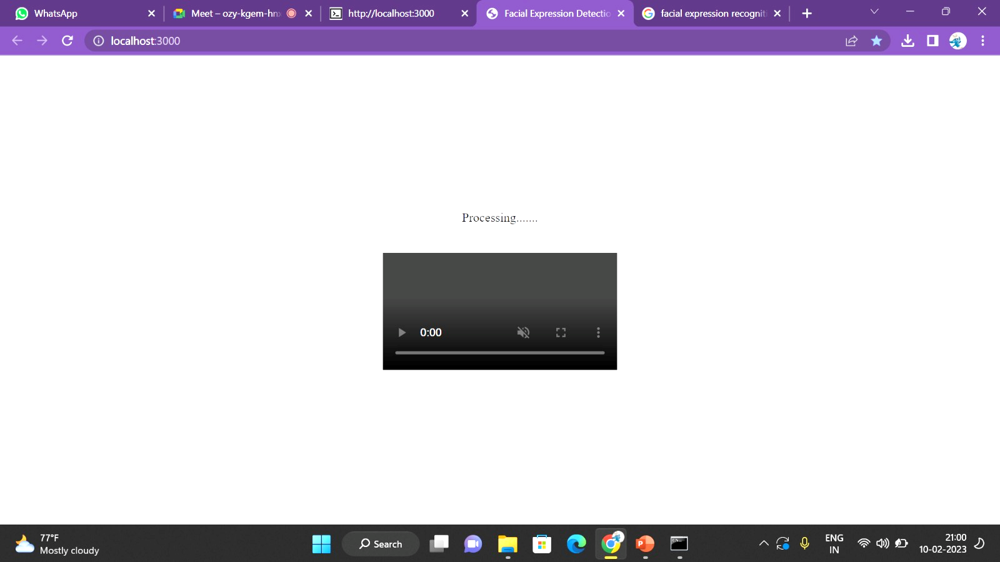 WhatsApp
Meet – ozy-kgem-hn
http://localhost:3000
Facial Expression Detectio
facial expression recogniti
localhost:3000
Processing.......
0:00
77°F
Mostly cloudy
Search
ENG
IN
21:00
10-02-2023